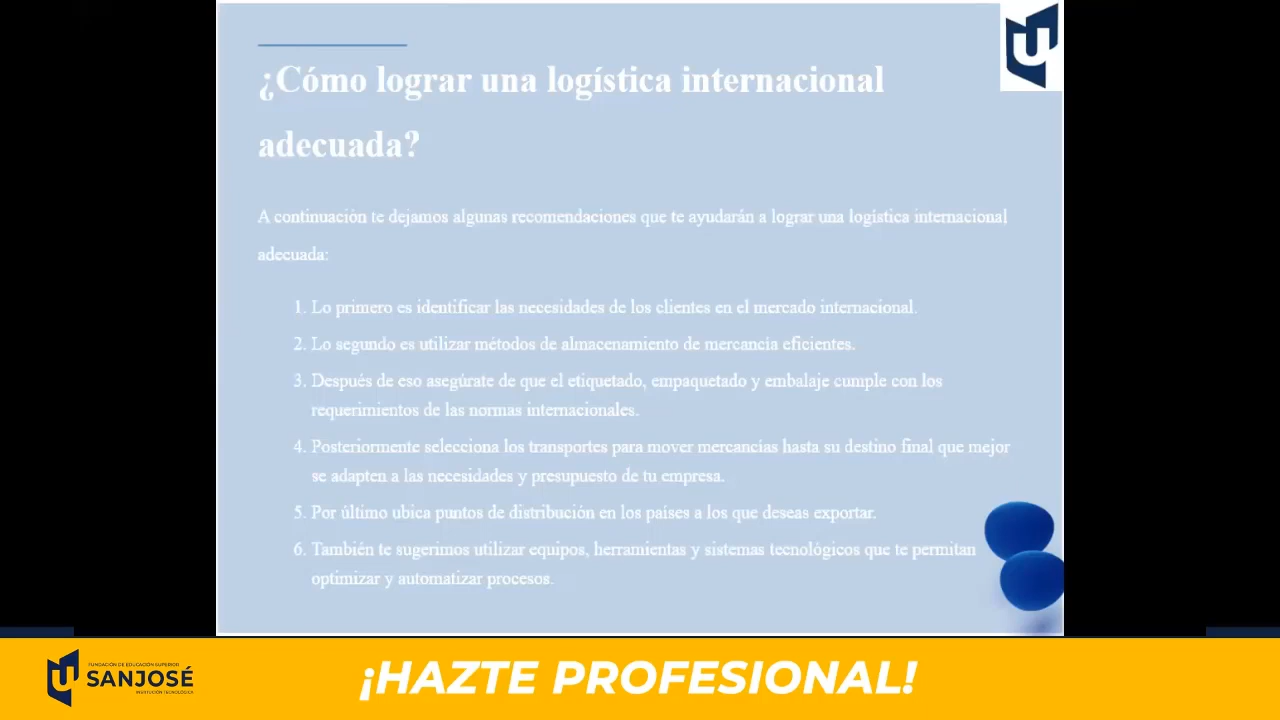 ¿Cómo lograr una logística internacional
adecuada?
A continuación te dejamos algunas recomendaciones que te ayudarán a lograr una logística internacional
adecuada:
1. Lo primero es identificar las necesidades de los clientes en el mercado internacional.
2. Lo segundo es utilizar métodos de almacenamiento de mercancía eficientes.
3. Después de eso asegúrate de que el etiquetado, empaquetado y embalaje cumple con los
requerimientos de las normas internacionales.
4. Posteriormente selecciona los transportes para mover mercancías hasta su destino final que mejor
se adapten a las necesidades y presupuesto de tu empresa.
5. Por último ubica puntos de distribución en los países a los que deseas exportar.
6. También te sugerimos utilizar equipos, herramientas y sistemas tecnológicos que te permitan
optimizar y automatizar procesos.
FUNDACIÓN DE EDUCACIÓN SUPERIOR
SANJOSÉ
INSTITUCIÓN TECNOLÓGICA
¡HAZTE PROFESIONAL!